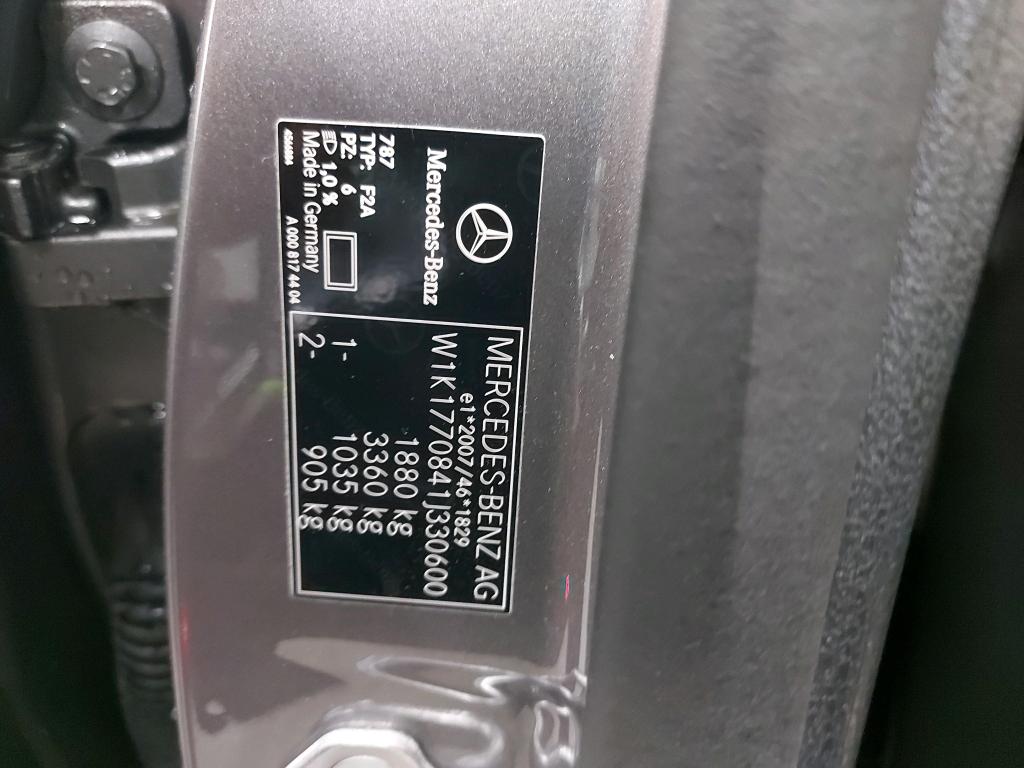 Mercedes-Benz
787
TYP: F2A
PZ: 6
1,0 %
Made in Germany
A 000 817 44 04
MERCEDES-BENZ AG
e1*2007/46*1829
W1K1770841J330600
1880 kg
3360 kg
1- 1035 kg
2- 905 kg